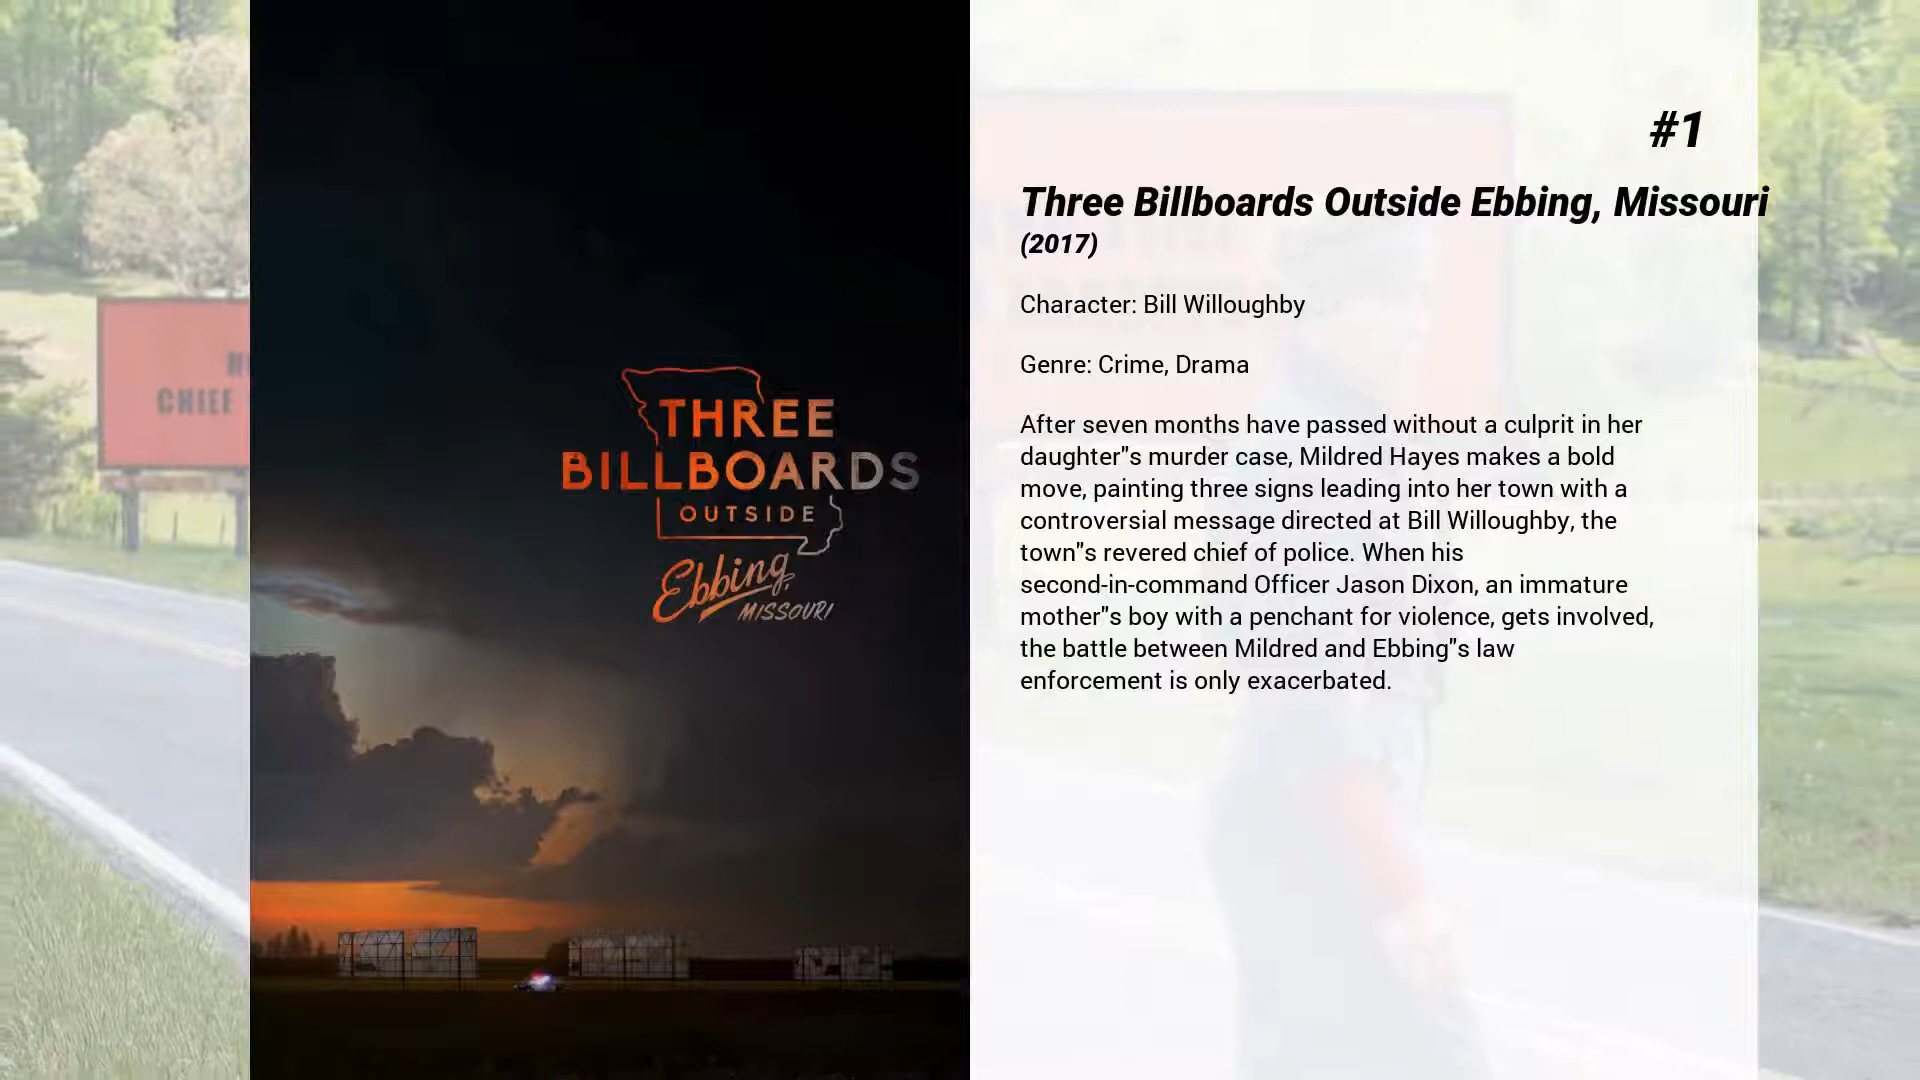 #1
Three Billboards Outside Ebbing, Missouri
(2017)
Character: Bill Willoughby
Genre: Crime, Drama
After seven months have passed without a culprit in her
daughter"s murder case, Mildred Hayes makes a bold
move, painting three signs leading into her town with a
controversial message directed at Bill Willoughby, the
town"s revered chief of police. When his
second-in-command Officer Jason Dixon, an immature
mother"s boy with a penchant for violence, gets involved,
the battle between Mildred and Ebbing"s law
enforcement is only exacerbated.
THREE
BILLBOARDS
OUTSIDE
Ebbing,
MISSOURI
CHIEF